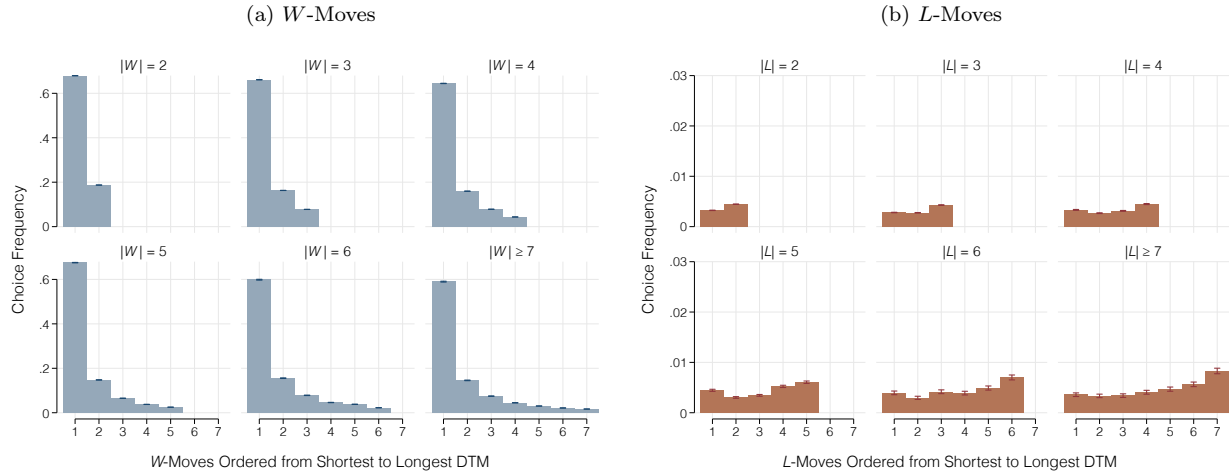 (a) W-Moves
(b) L-Moves
|W| = 2
|W| = 3
|W| = 4
.6
.4
.2
0
|W| = 5
|W| = 6
|W| ≥ 7
.6
.4
.2
0
1 2 3 4 5 6 7
1 2 3 4 5 6 7
1 2 3 4 5 6 7
Choice Frequency
W-Moves Ordered from Shortest to Longest DTM
|L| = 2
|L| = 3
|L| = 4
.03
.02
.01
0
|L| = 5
|L| = 6
|L| ≥ 7
.03
.02
.01
0
1 2 3 4 5 6 7
1 2 3 4 5 6 7
1 2 3 4 5 6 7
Choice Frequency
L-Moves Ordered from Shortest to Longest DTM